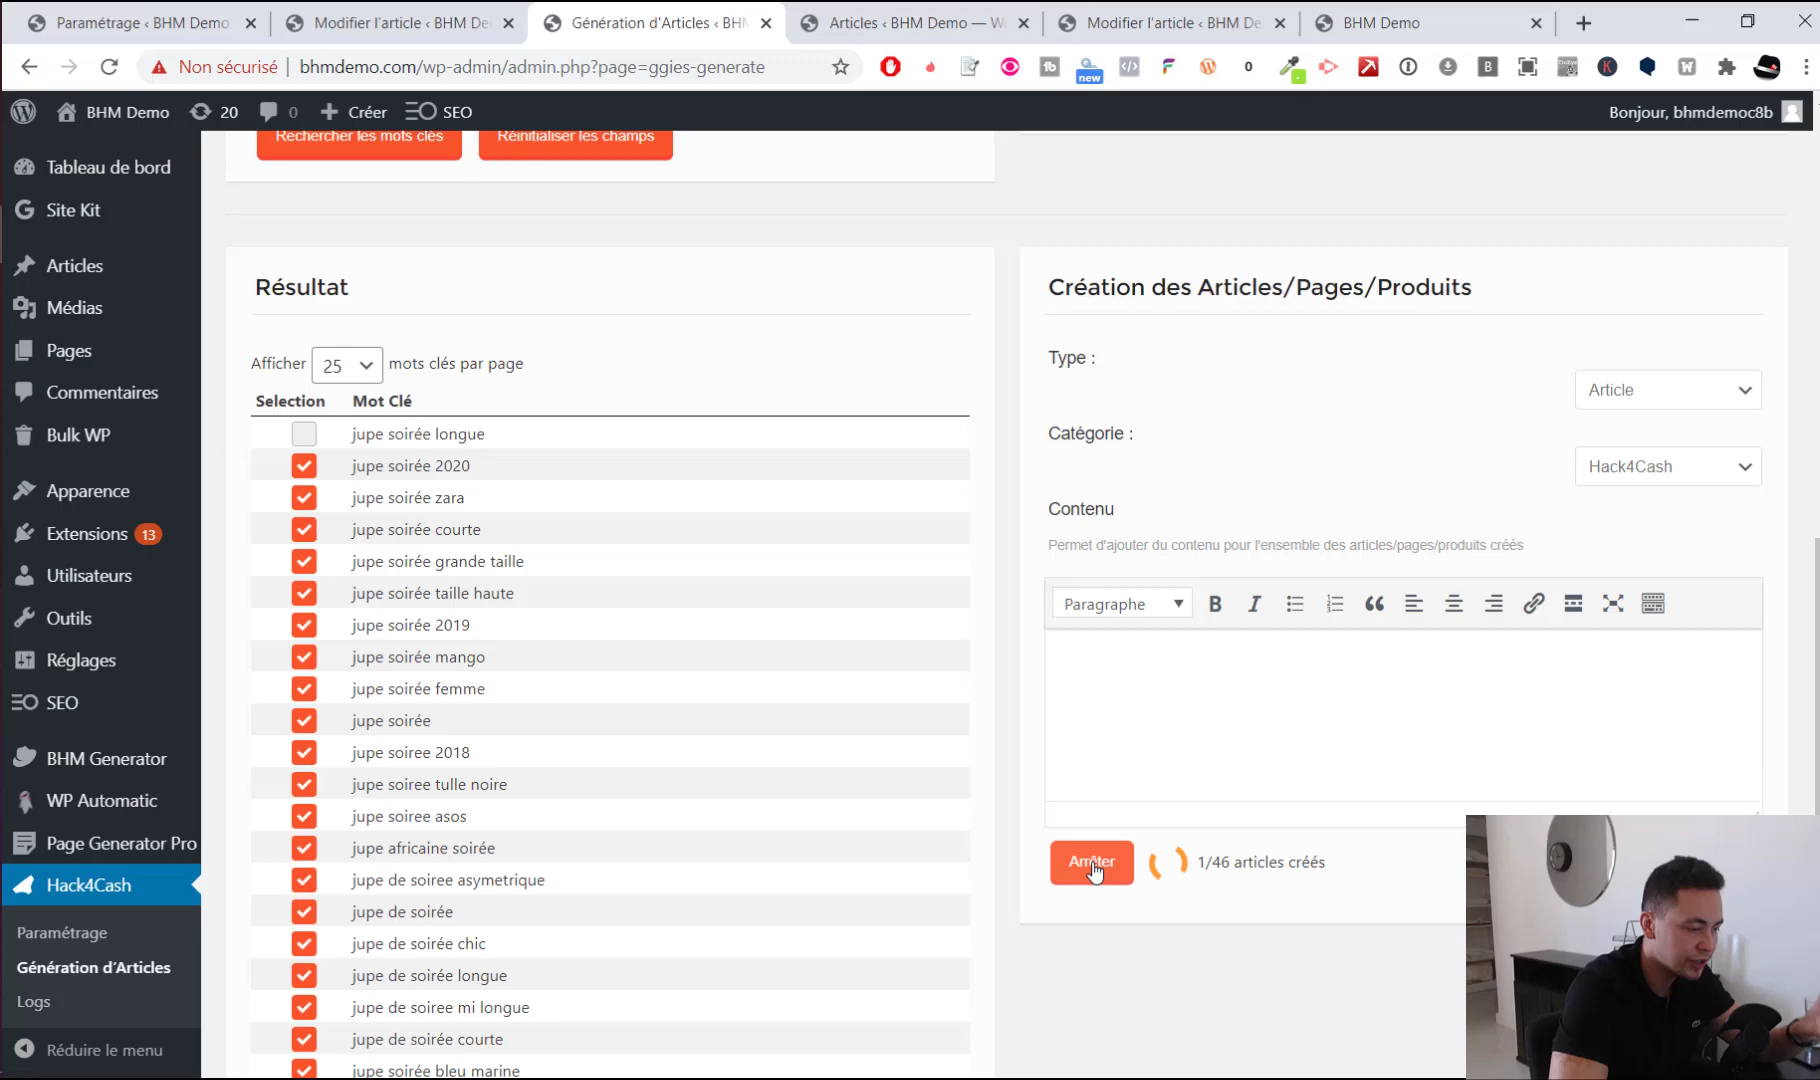 Paramétrage ‹ BHM Demo
Modifier l'article ‹ BHM De
Génération d'Articles ‹ BH
Articles ‹ BHM Demo — W
Modifier l'article ‹ BHM De
BHM Demo
Non sécurisé
bhmdemo.com/wp-admin/admin.php?page=ggies-generate
new
0
BHM Demo
20
0
Créer
SEO
Bonjour, bhmdemoc8b
Tableau de bord
Site Kit
Articles
Médias
Pages
Commentaires
Bulk WP
Apparence
Extensions 13
Utilisateurs
Outils
Réglages
SEO
BHM Generator
WP Automatic
Page Generator Pro
Hack4Cash
Paramétrage
Génération d'Articles
Logs
Réduire le menu
Rechercher les mots clés
Réinitialiser les champs
Résultat
Afficher 25 mots clés par page
Selection Mot Clé
jupe soirée longue
jupe soirée 2020
jupe soirée zara
jupe soirée courte
jupe soirée grande taille
jupe soirée taille haute
jupe soirée 2019
jupe soirée mango
jupe soirée femme
jupe soirée
jupe soiree 2018
jupe soiree tulle noire
jupe soiree asos
jupe africaine soirée
jupe de soiree asymetrique
jupe de soirée
jupe de soirée chic
jupe de soirée longue
jupe de soiree mi longue
jupe de soirée courte
jupe soirée bleu marine
Création des Articles/Pages/Produits
Type :
Article
Catégorie :
Hack4Cash
Contenu
Permet d'ajouter du contenu pour l'ensemble des articles/pages/produits créés
Paragraphe
Arrêter
1/46 articles créés